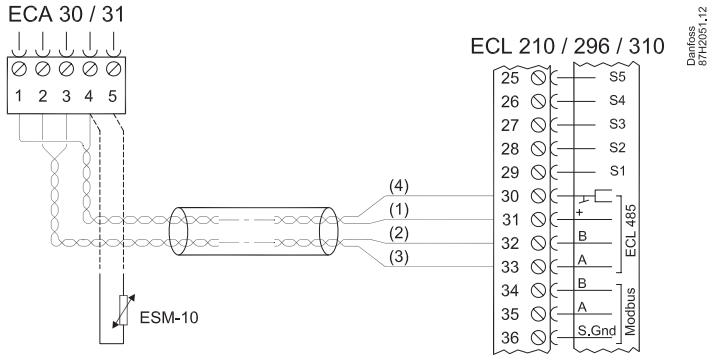 ECA 30 / 31
1 2 3 4 5
ESM-10
(4)
(1)
(2)
(3)
ECL 210 / 296 / 310
25 S5
26 S4
27 S3
28 S2
29 S1
30
31 +
32 B
33 A
34 B
35 A
36 S.Gnd
ECL 485
Modbus
Danfoss
87H2051.12